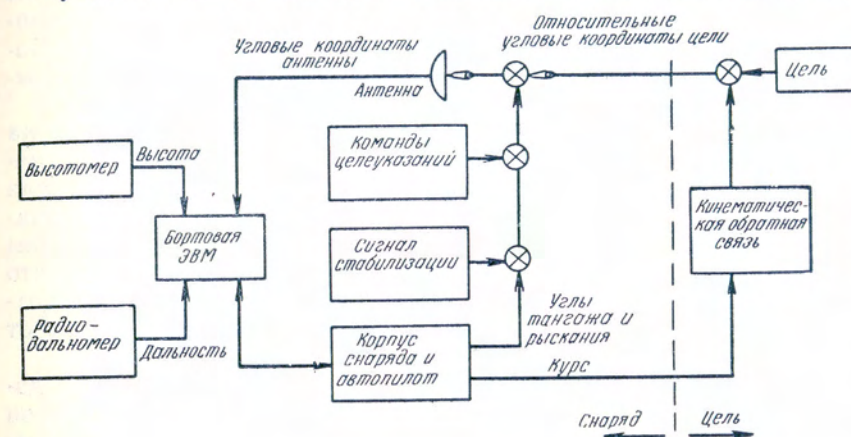 Относительные
угловые координаты цели
Угловые координаты
антенны
Антенна
Цель
Высотомер
Высота
Команды
целеуказаний
Кинематичес-
кая обратная
связь
Бортовая
ЭВМ
Сигнал
стабилизации
Радио-
дальномер
Дальность
Корпус
снаряда и
автопилот
Углы
тангажа и
рыскания
Курс
Снаряд
Цель